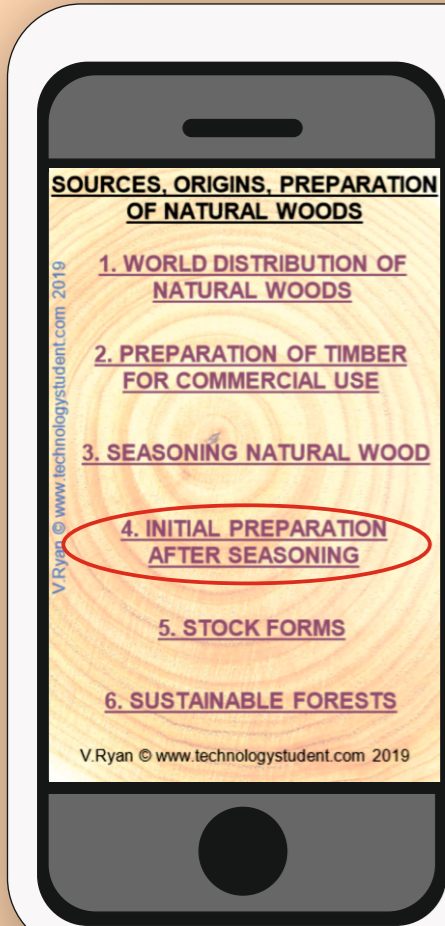 SOURCES, ORIGINS, PREPARATION
OF NATURAL WOODS
1. WORLD DISTRIBUTION OF
NATURAL WOODS
2. PREPARATION OF TIMBER
FOR COMMERCIAL USE
3. SEASONING NATURAL WOOD
4. INITIAL PREPARATION
AFTER SEASONING
5. STOCK FORMS
6. SUSTAINABLE FORESTS
V.Ryan © www.technologystudent.com 2019
V.Ryan © www.technologystudent.com 2019